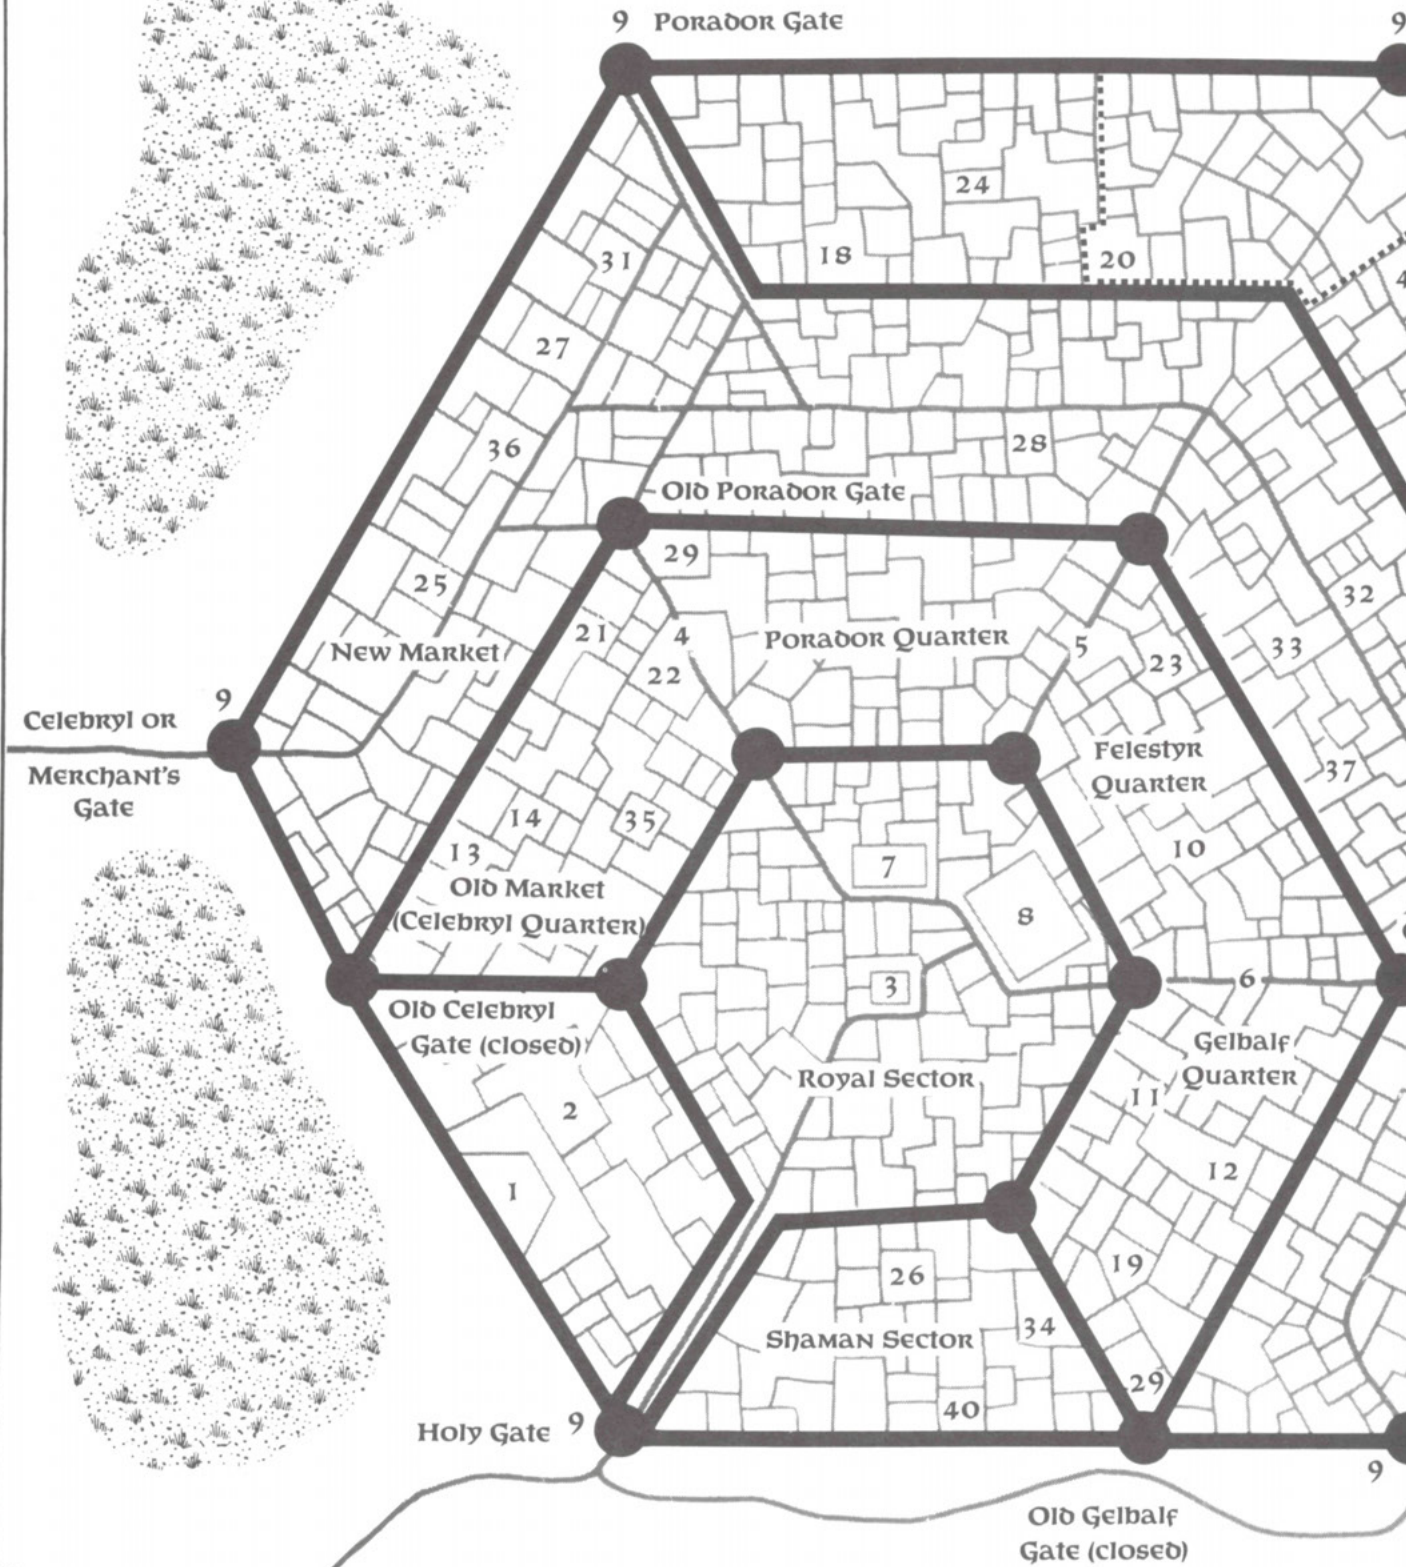 9 Porador Gate 9
24
18
20
4
31
27
36
28
Old Porador Gate
29
25
32
21
4
Porador Quarter
5
33
New Market
22
23
9
Celebryl or
Merchant's
Gate
Felestyr
Quarter
37
14
35
13
7
10
Old Market
(Celebryl Quarter)
8
3
6
Old Celebryl
Gate (closed)
Gelbalf
Quarter
Royal Sector
11
2
12
1
19
26
34
Shaman Sector
29
40
Holy Gate 9
9
Old Gelbalf
Gate (closed)